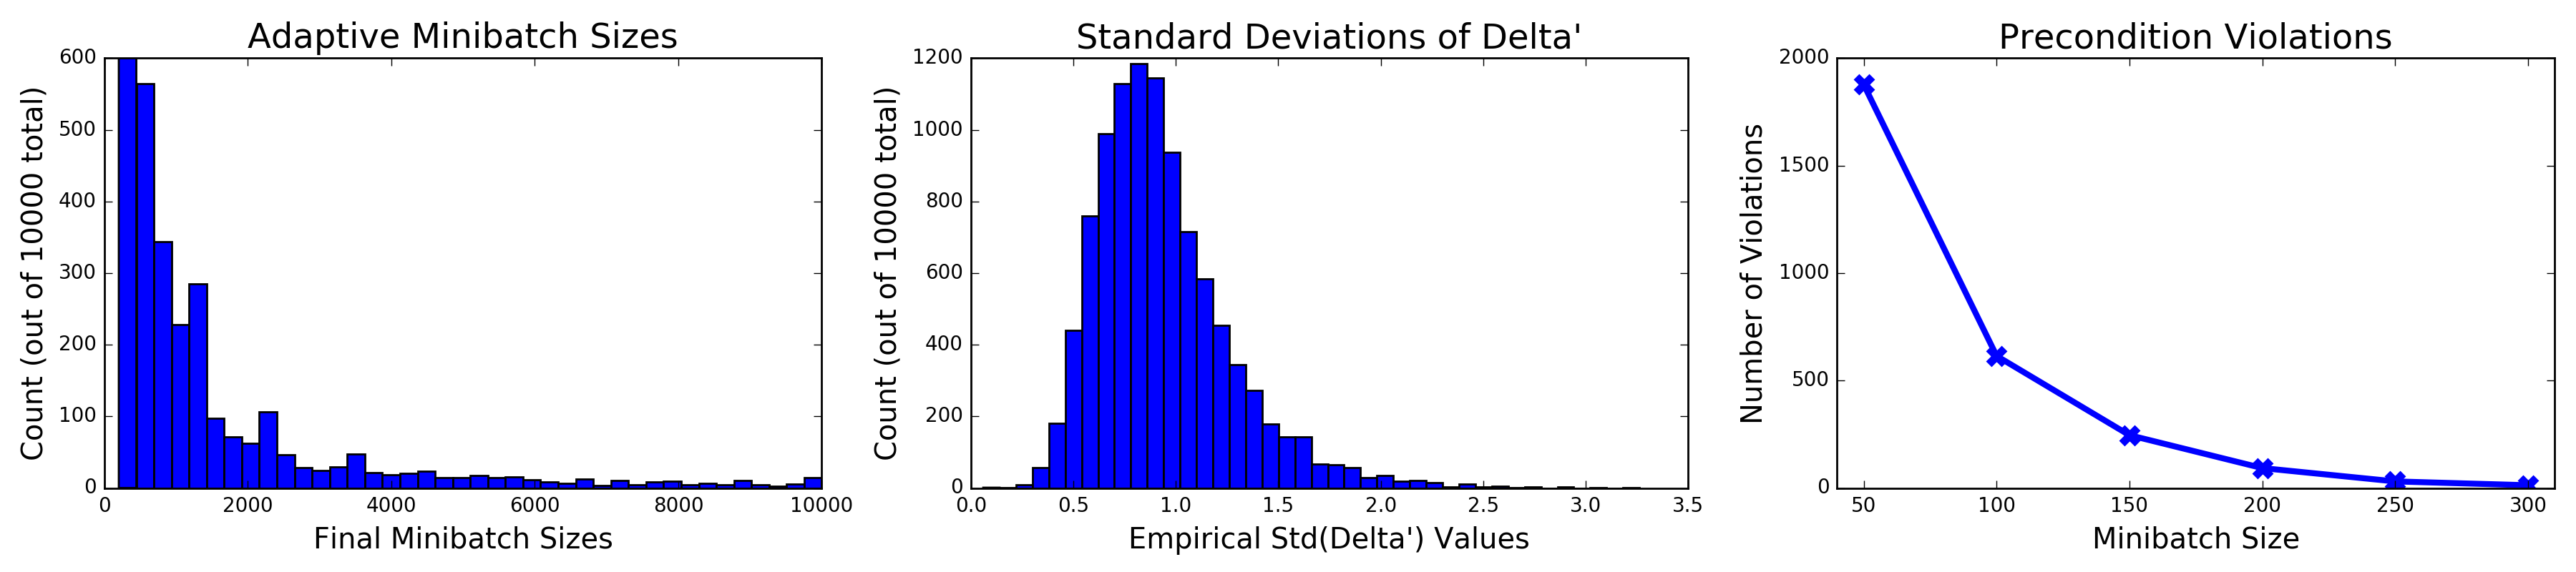 Adaptive Minibatch Sizes
600
500
400
300
200
100
0
Count (out of 10000 total)
0 2000 4000 6000 8000 10000
Final Minibatch Sizes
Standard Deviations of Delta'
1200
1000
800
600
400
200
0
Count (out of 10000 total)
0.0 0.5 1.0 1.5 2.0 2.5 3.0 3.5
Empirical Std(Delta') Values
Precondition Violations
2000
1500
1000
500
0
Number of Violations
50 100 150 200 250 300
Minibatch Size